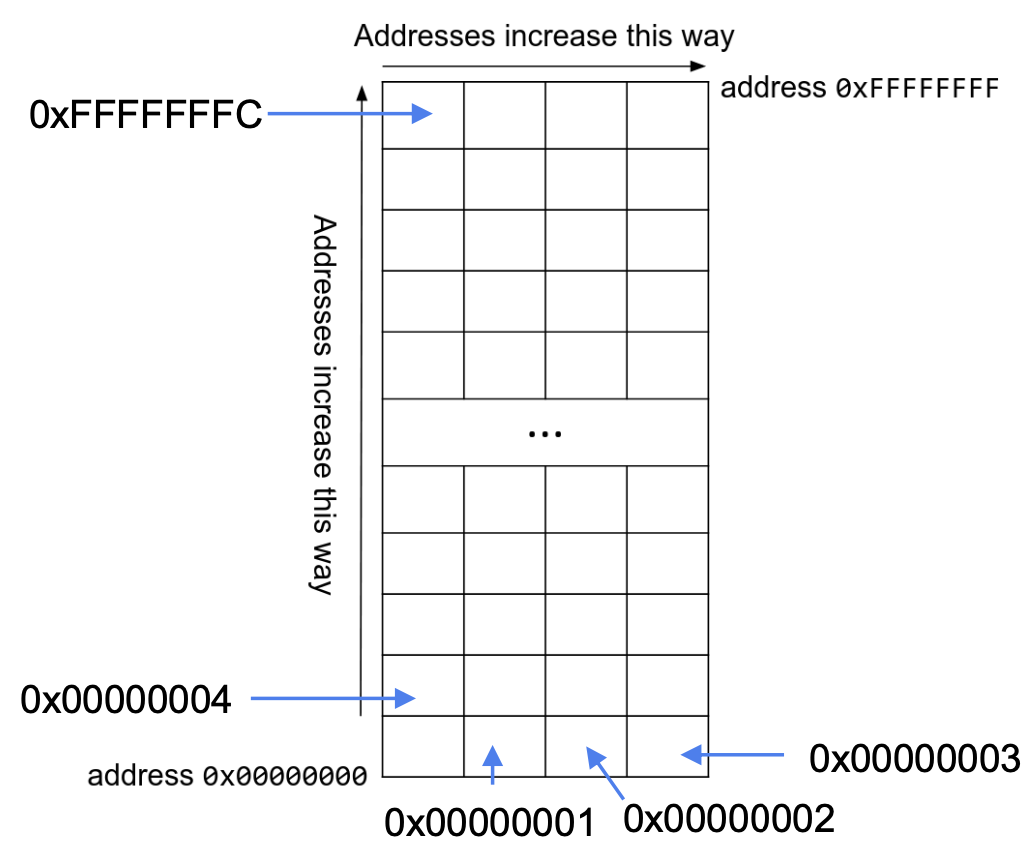 Addresses increase this way
address 0xFFFFFFFF
0xFFFFFFFC
Addresses increase this way
...
0x00000004
address 0x00000000
0x00000003
0x00000001
0x00000002